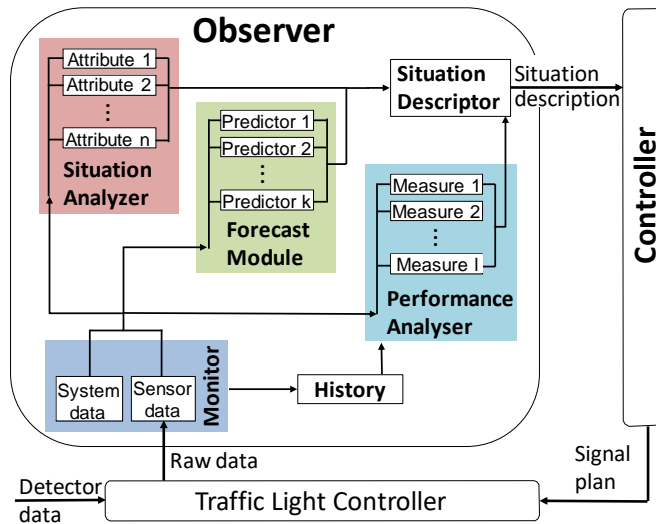 Observer
Attribute 1
Attribute 2
Attribute n
Situation
Analyzer
Predictor 1
Predictor 2
Predictor k
Forecast
Module
Situation
Descriptor
Situation
description
Measure 1
Measure 2
Measure l
Performance
Analyser
Controller
System
data
Sensor
data
Monitor
History
Raw data
Signal
plan
Detector
data
Traffic Light Controller